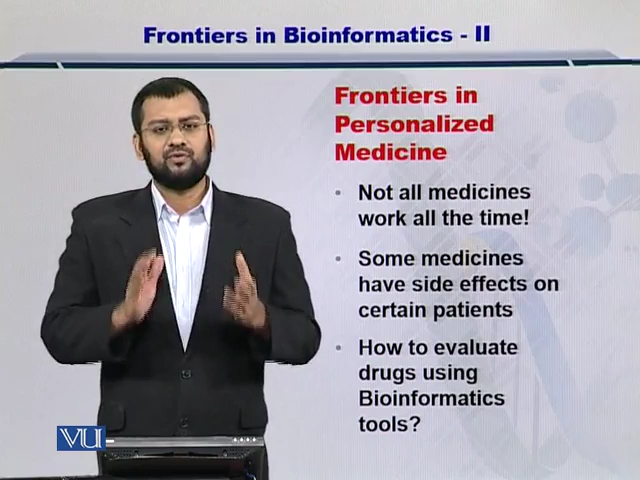 Frontiers in Bioinformatics - II
Frontiers in
Personalized
Medicine
• Not all medicines
work all the time!
• Some medicines
have side effects on
certain patients
• How to evaluate
drugs using
Bioinformatics
tools?
VU